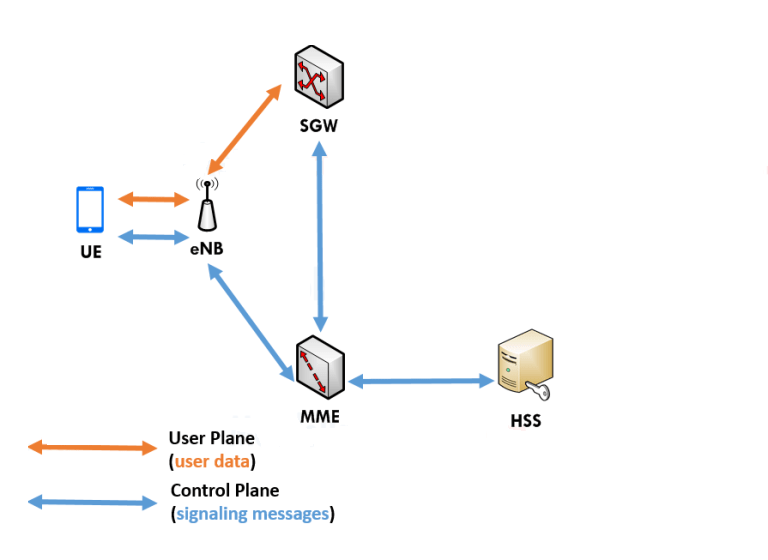 SGW
UE
eNB
MME
HSS
User Plane
(user data)
Control Plane
(signaling messages)